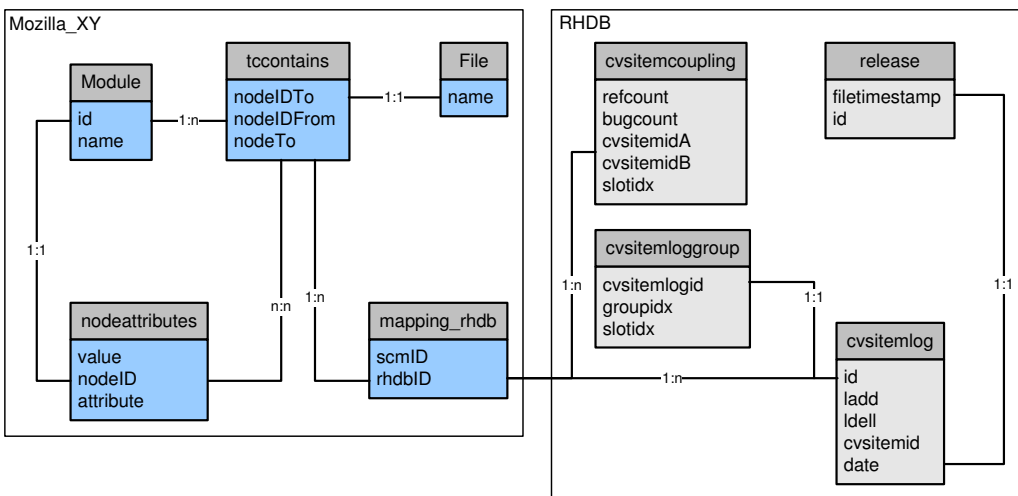 Mozilla_XY
Module
id
name
tccontains
nodeIDTo
nodeIDFrom
nodeTo
File
name
1:n
1:1
1:1
n:n
1:n
nodeattributes
value
nodeID
attribute
mapping_rhdb
scmID
rhdbID
RHDB
cvsitemcoupling
refcount
bugcount
cvsitemidA
cvsitemidB
slotidx
release
filetimestamp
id
cvsitemloggroup
cvsitemlogid
groupidx
slotidx
1:n
1:1
1:1
1:n
cvsitemlog
id
ladd
ldell
cvsitemid
date